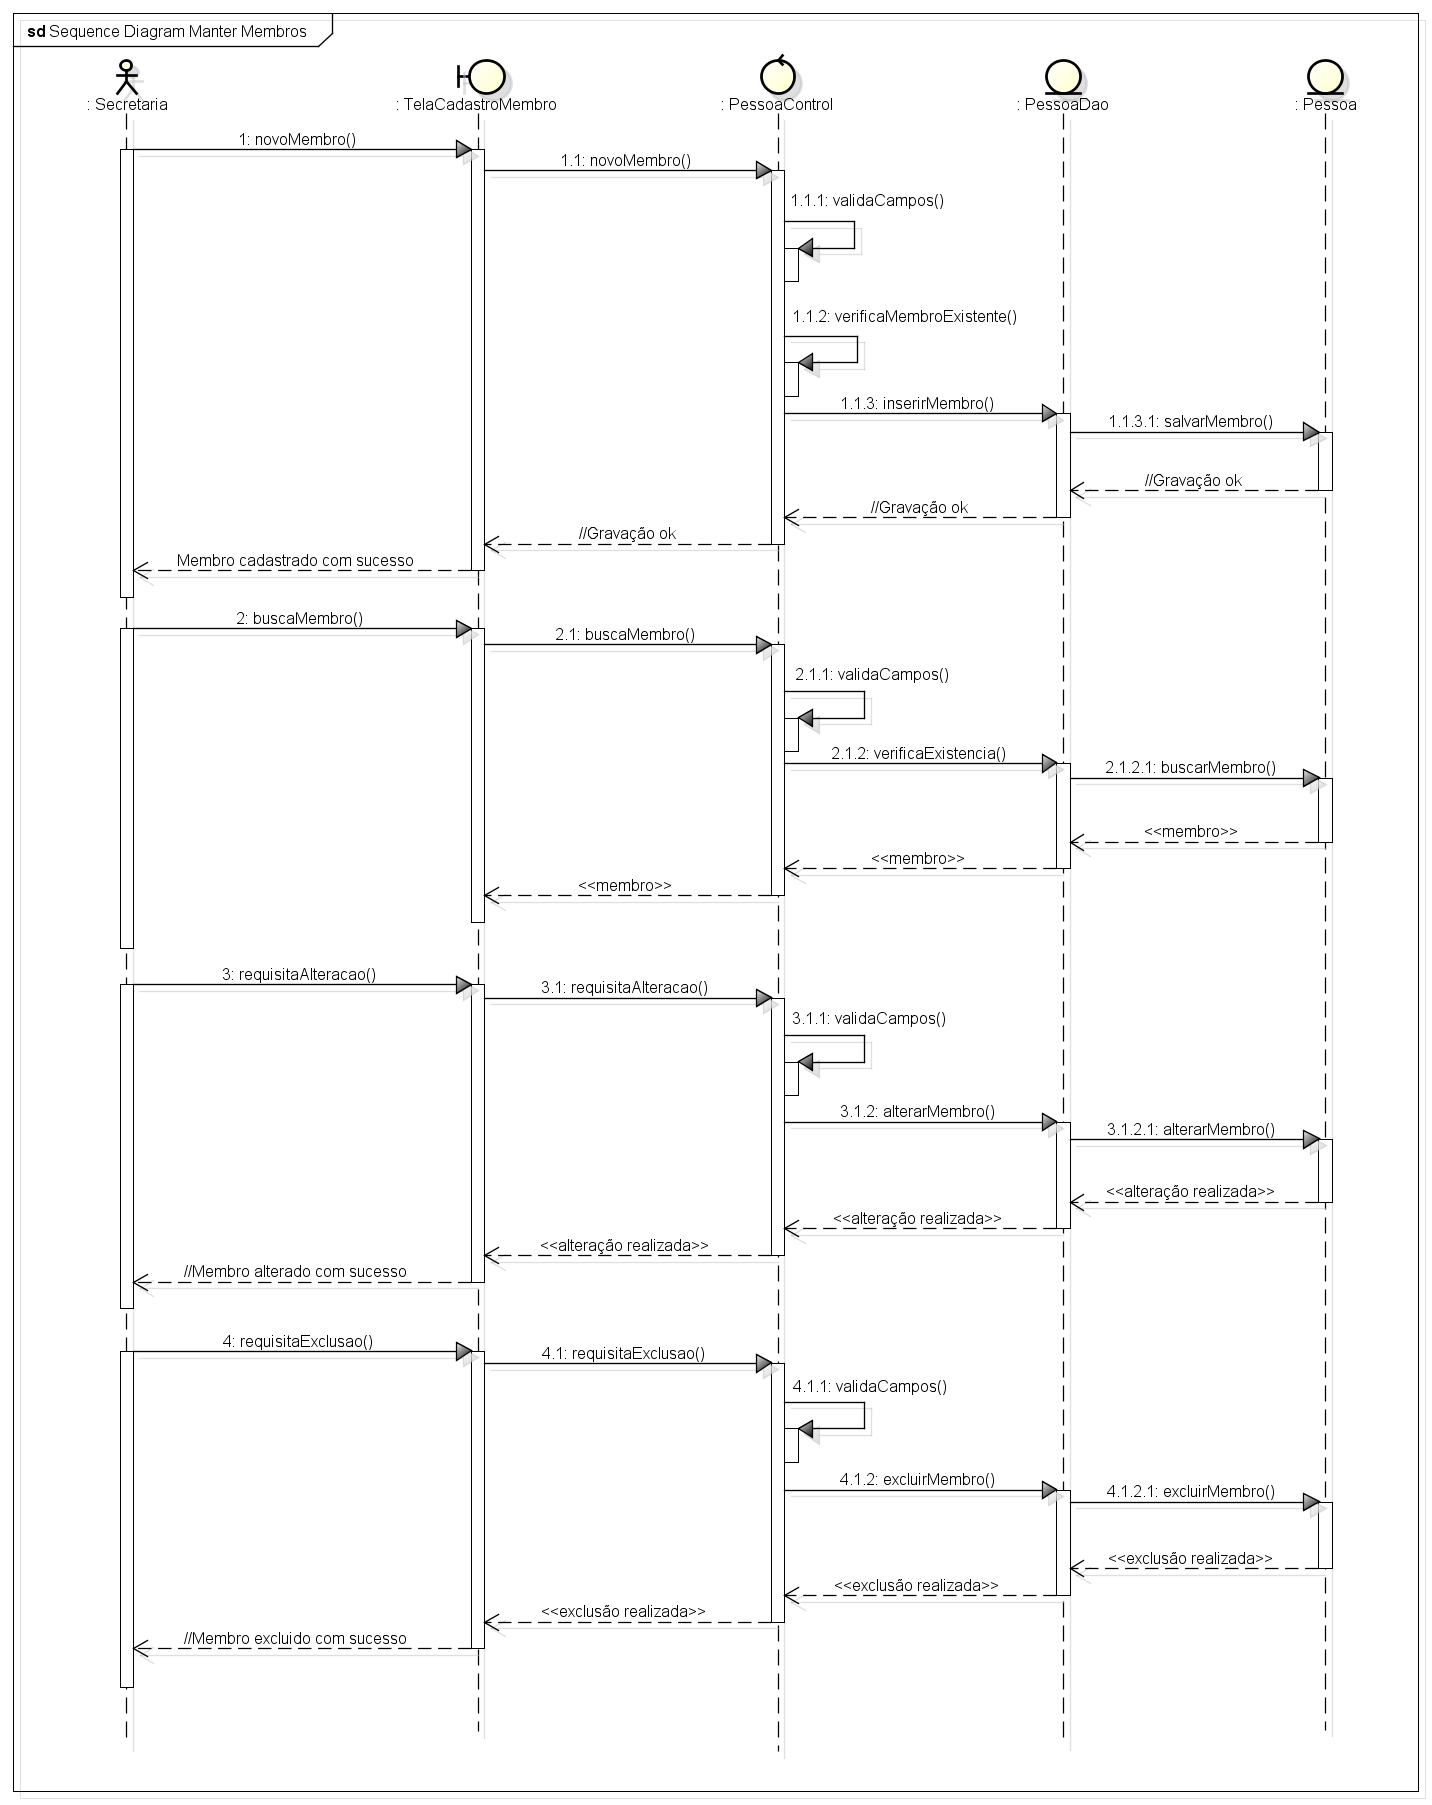 sd Sequence Diagram Manter Membros
: Secretaria
: TelaCadastroMembro
: PessoaControl
: PessoaDao
: Pessoa
1: novoMembro()
1.1: novoMembro()
1.1.1: validaCampos()
1.1.2: verificaMembroExistente()
1.1.3: inserirMembro()
1.1.3.1: salvarMembro()
//Gravação ok
//Gravação ok
//Gravação ok
Membro cadastrado com sucesso
2: buscaMembro()
2.1: buscaMembro()
2.1.1: validaCampos()
2.1.2: verificaExistencia()
2.1.2.1: buscarMembro()
<<membro>>
<<membro>>
<<membro>>
3: requisitaAlteracao()
3.1: requisitaAlteracao()
3.1.1: validaCampos()
3.1.2: alterarMembro()
3.1.2.1: alterarMembro()
<<alteração realizada>>
<<alteração realizada>>
<<alteração realizada>>
//Membro alterado com sucesso
4: requisitaExclusao()
4.1: requisitaExclusao()
4.1.1: validaCampos()
4.1.2: excluirMembro()
4.1.2.1: excluirMembro()
<<exclusão realizada>>
<<exclusão realizada>>
<<exclusão realizada>>
//Membro excluido com sucesso